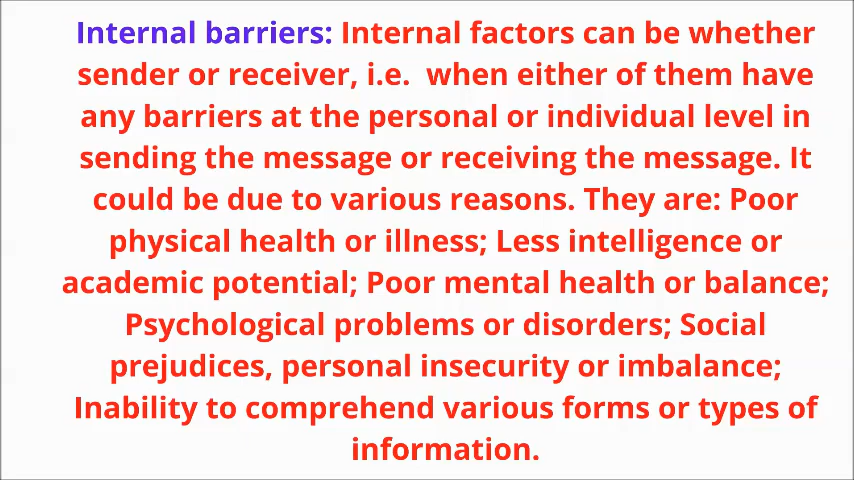 Internal barriers: Internal factors can be whether
sender or receiver, i.e.  when either of them have
any barriers at the personal or individual level in
sending the message or receiving the message. It
could be due to various reasons. They are: Poor
physical health or illness; Less intelligence or
academic potential; Poor mental health or balance;
Psychological problems or disorders; Social
prejudices, personal insecurity or imbalance;
Inability to comprehend various forms or types of
information.